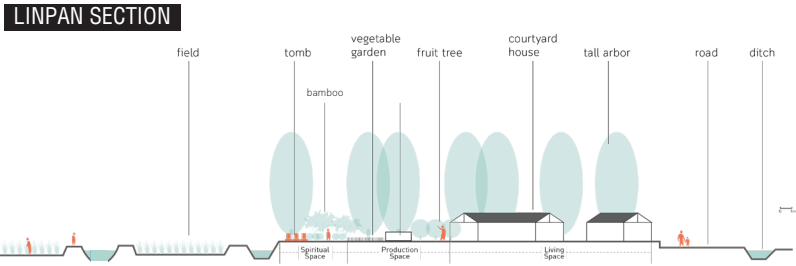 LINPAN SECTION
field
tomb
vegetable
garden
fruit tree
courtyard
house
tall arbor
road
ditch
bamboo
Spiritual
Space
Production
Space
Living
Space